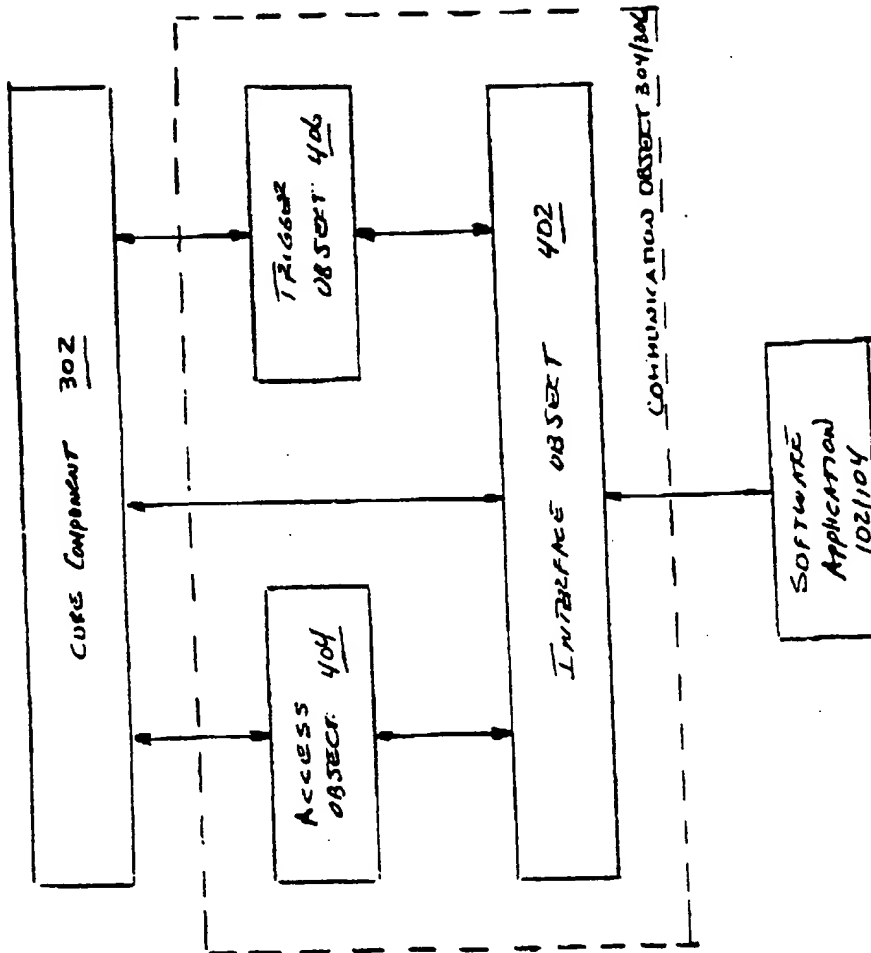 CORE COMPONENT 302
ACCESS
OBJECT 404
TRIGGER
OBJECT 406
INTERFACE OBJECT 402
COMMUNICATION OBJECT 304/306
SOFTWARE
APPLICATION
102/104